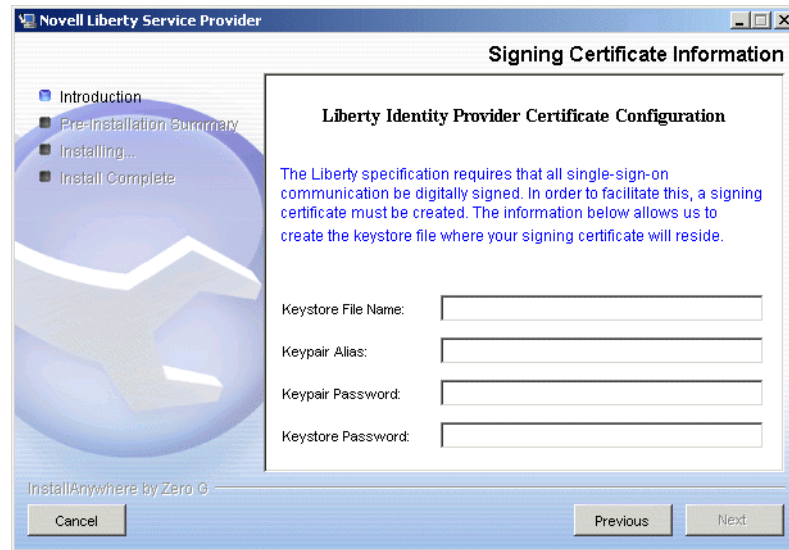 Novell Liberty Service Provider
Signing Certificate Information
Introduction
Pre-Installation Summary
Installing...
Install Complete
Liberty Identity Provider Certificate Configuration
The Liberty specification requires that all single-sign-on
communication be digitally signed. In order to facilitate this, a signing
certificate must be created. The information below allows us to
create the keystore file where your signing certificate will reside.
Keystore File Name:
Keypair Alias:
Keypair Password:
Keystore Password:
InstallAnywhere by Zero G
Cancel
Previous
Next